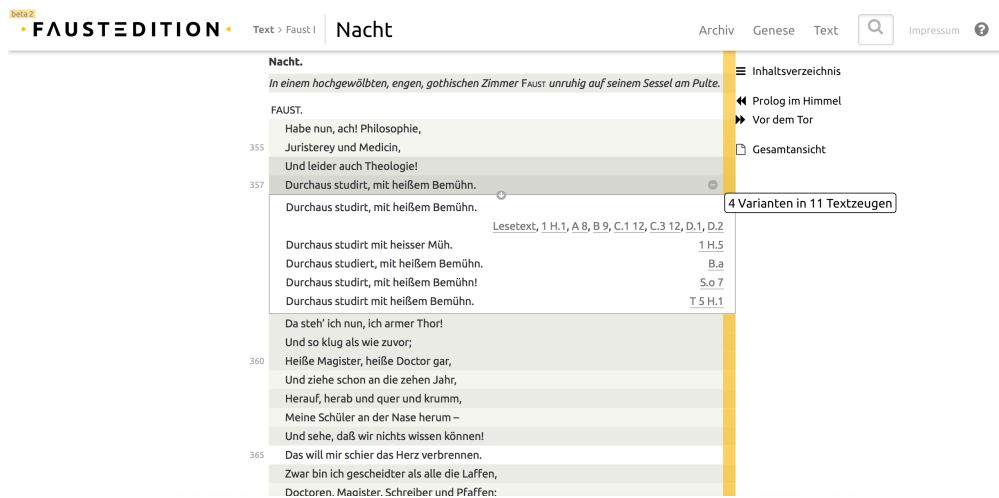 beta 2
FAUSTEDITION
Text > Faust I
Nacht
Archiv
Genese
Text
Impressum
?
Nacht.
In einem hochgewölbten, engen, gothischen Zimmer Faust unruhig auf seinem Sessel am Pulte.
FAUST.
Habe nun, ach! Philosophie,
355 Juristerey und Medicin,
Und leider auch Theologie!
357 Durchaus studirt, mit heißem Bemühn.
Durchaus studirt, mit heißem Bemühn.
Lesetext, 1 H.1, A 8, B 9, C.1 12, C.3 12, D.1, D.2
Durchaus studirt mit heisser Müh. 1 H.5
Durchaus studiert, mit heißem Bemühn. B.a
Durchaus studirt, mit heißem Bemühn! S.o 7
Durchaus studirt mit heißem Bemühn. T 5 H.1
Da steh’ ich nun, ich armer Thor!
Und so klug als wie zuvor;
360 Heiße Magister, heiße Doctor gar,
Und ziehe schon an die zehen Jahr,
Herauf, herab und quer und krumm,
Meine Schüler an der Nase herum –
Und sehe, daß wir nichts wissen können!
365 Das will mir schier das Herz verbrennen.
Zwar bin ich gescheidter als alle die Laffen,
Doctoren, Magister, Schreiber und Pfaffen;
Inhaltsverzeichnis
Prolog im Himmel
Vor dem Tor
Gesamtansicht
4 Varianten in 11 Textzeugen